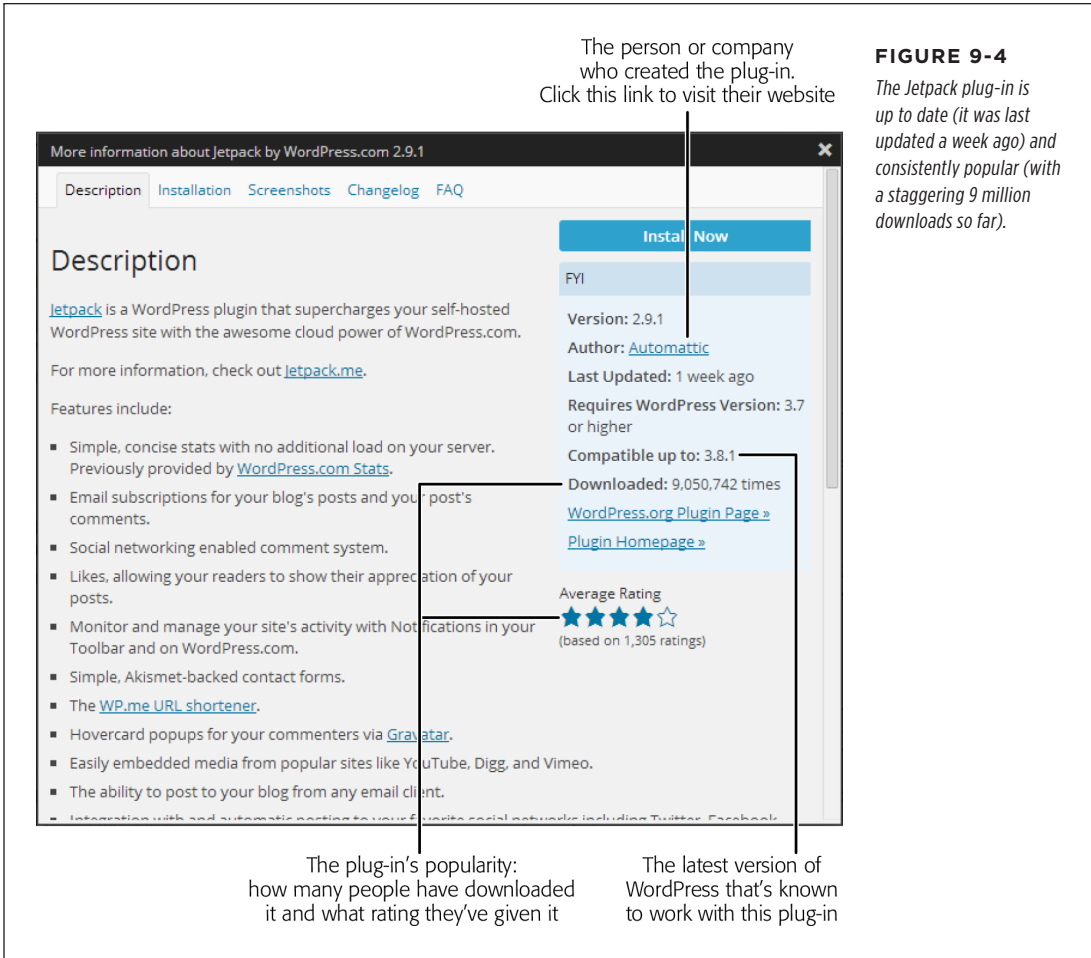 The person or company
who created the plug-in.
Click this link to visit their website
FIGURE 9-4
The Jetpack plug-in is
up to date (it was last
updated a week ago) and
consistently popular (with
a staggering 9 million
downloads so far).
More information about Jetpack by WordPress.com 2.9.1
Description Installation Screenshots Changelog FAQ
Description
Jetpack is a WordPress plugin that supercharges your self-hosted
WordPress site with the awesome cloud power of WordPress.com.
For more information, check out Jetpack.me.
Features include:
Simple, concise stats with no additional load on your server.
Previously provided by WordPress.com Stats.
Email subscriptions for your blog's posts and your post's
comments.
Social networking enabled comment system.
Likes, allowing your readers to show their appreciation of your
posts.
Monitor and manage your site's activity with Notifications in your
Toolbar and on WordPress.com.
Simple, Akismet-backed contact forms.
The WP.me URL shortener.
Hovercard popups for your commenters via Gravatar.
Easily embedded media from popular sites like YouTube, Digg, and Vimeo.
The ability to post to your blog from any email client.
Integration with and automatic posting to your favorite social networks including Twitter, Facebook,
Install Now
FYI
Version: 2.9.1
Author: Automattic
Last Updated: 1 week ago
Requires WordPress Version: 3.7
or higher
Compatible up to: 3.8.1
Downloaded: 9,050,742 times
WordPress.org Plugin Page »
Plugin Homepage »
Average Rating
(based on 1,305 ratings)
The plug-in's popularity:
how many people have downloaded
it and what rating they've given it
The latest version of
WordPress that's known
to work with this plug-in